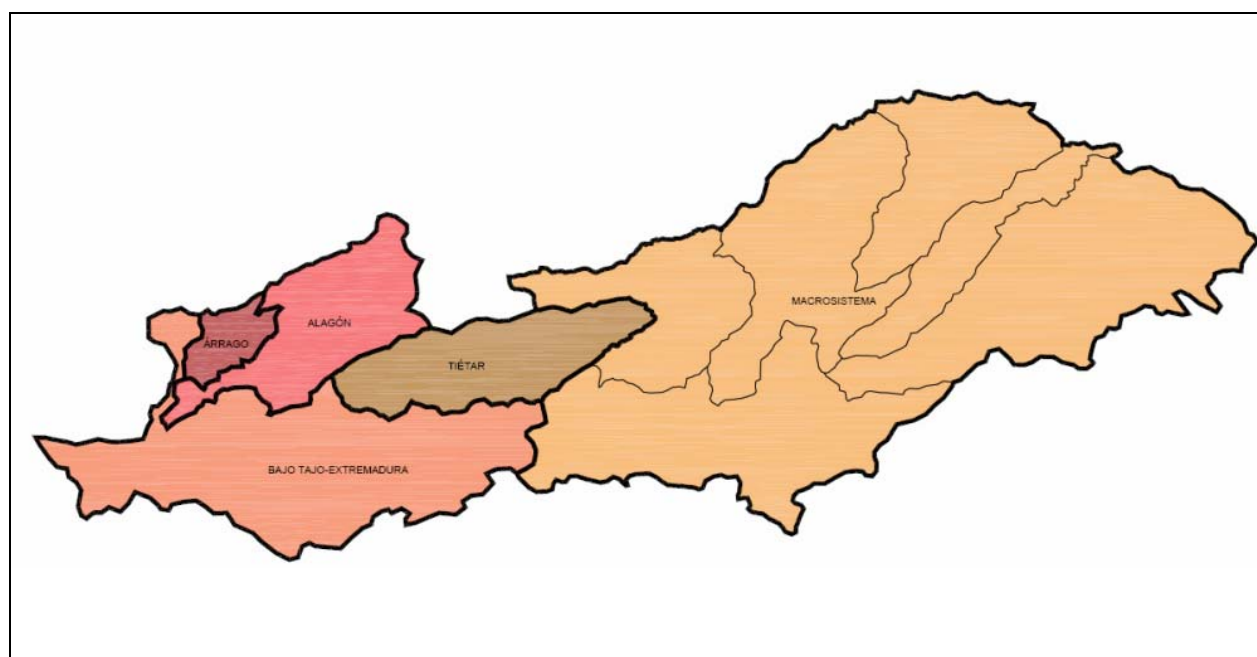 MACROSISTEMA
ALAGÓN
ÁRRAGO
TIÉTAR
BAJO TAJO-EXTREMADURA